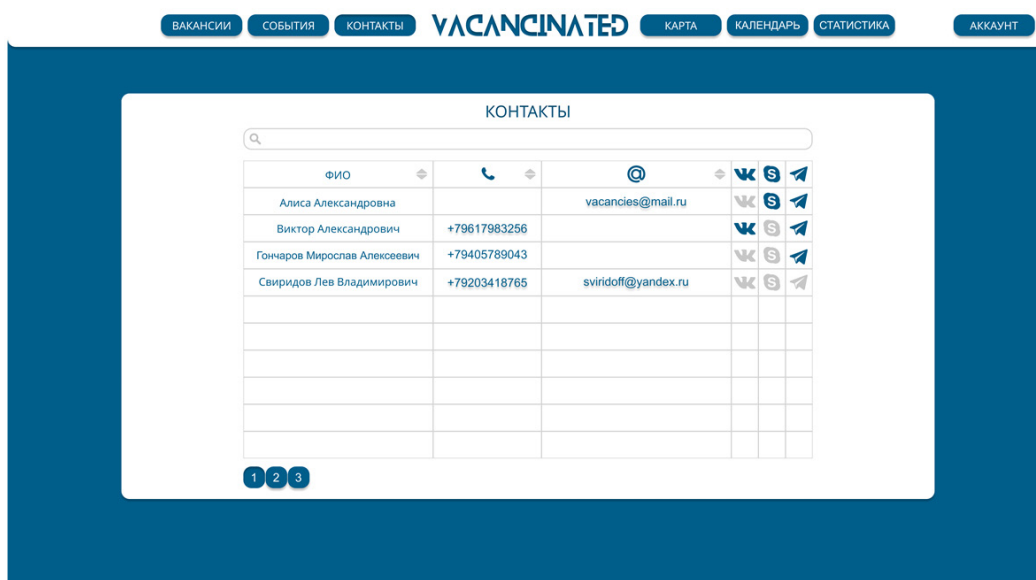 ВАКАНСИИ СОБЫТИЯ КОНТАКТЫ VACANCINATED КАРТА КАЛЕНДАРЬ СТАТИСТИКА АККАУНТ
КОНТАКТЫ
ФИО @
Алиса Александровна vacancies@mail.ru
Виктор Александрович +79617983256
Гончаров Мирослав Алексеевич +79405789043
Свиридов Лев Владимирович +79203418765 sviridoff@yandex.ru
1 2 3